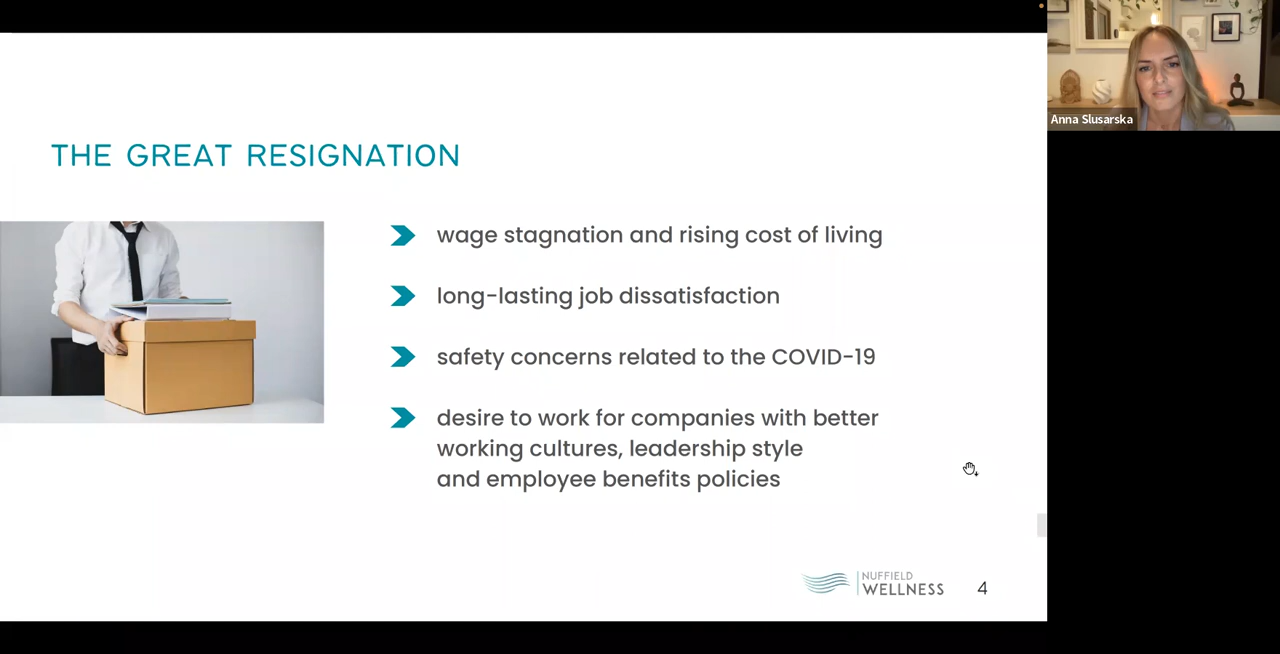 Anna Slusarska
THE GREAT RESIGNATION
wage stagnation and rising cost of living
long-lasting job dissatisfaction
safety concerns related to the COVID-19
desire to work for companies with better
working cultures, leadership style
and employee benefits policies
NUFFIELD
WELLNESS
4